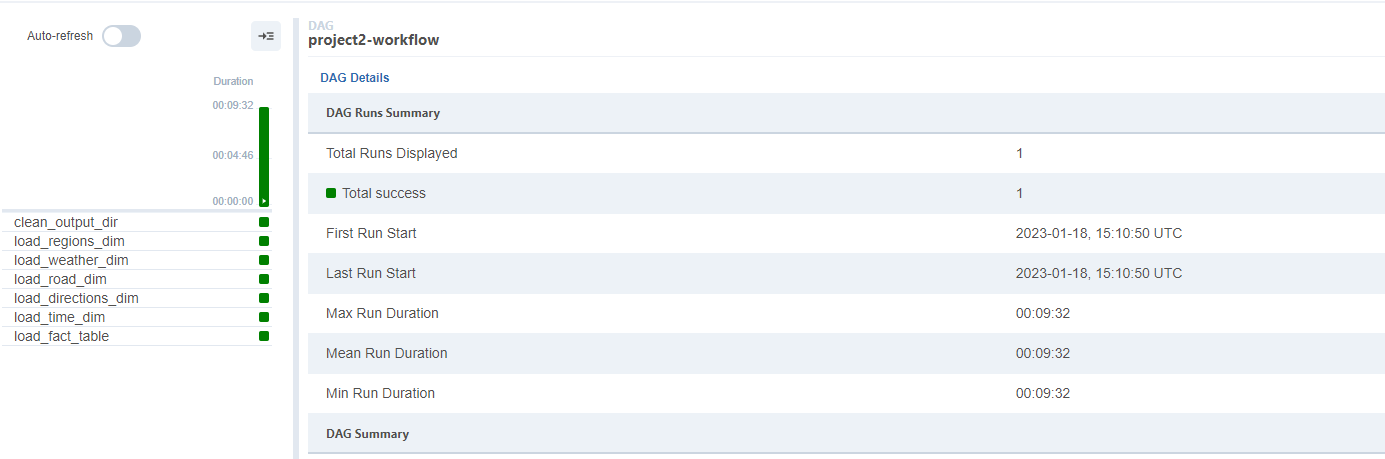 Auto-refresh
Duration
00:09:32
00:04:46
00:00:00
clean_output_dir
load_regions_dim
load_weather_dim
load_road_dim
load_directions_dim
load_time_dim
load_fact_table
DAG
project2-workflow
DAG Details
DAG Runs Summary
Total Runs Displayed 1
Total success 1
First Run Start 2023-01-18, 15:10:50 UTC
Last Run Start 2023-01-18, 15:10:50 UTC
Max Run Duration 00:09:32
Mean Run Duration 00:09:32
Min Run Duration 00:09:32
DAG Summary